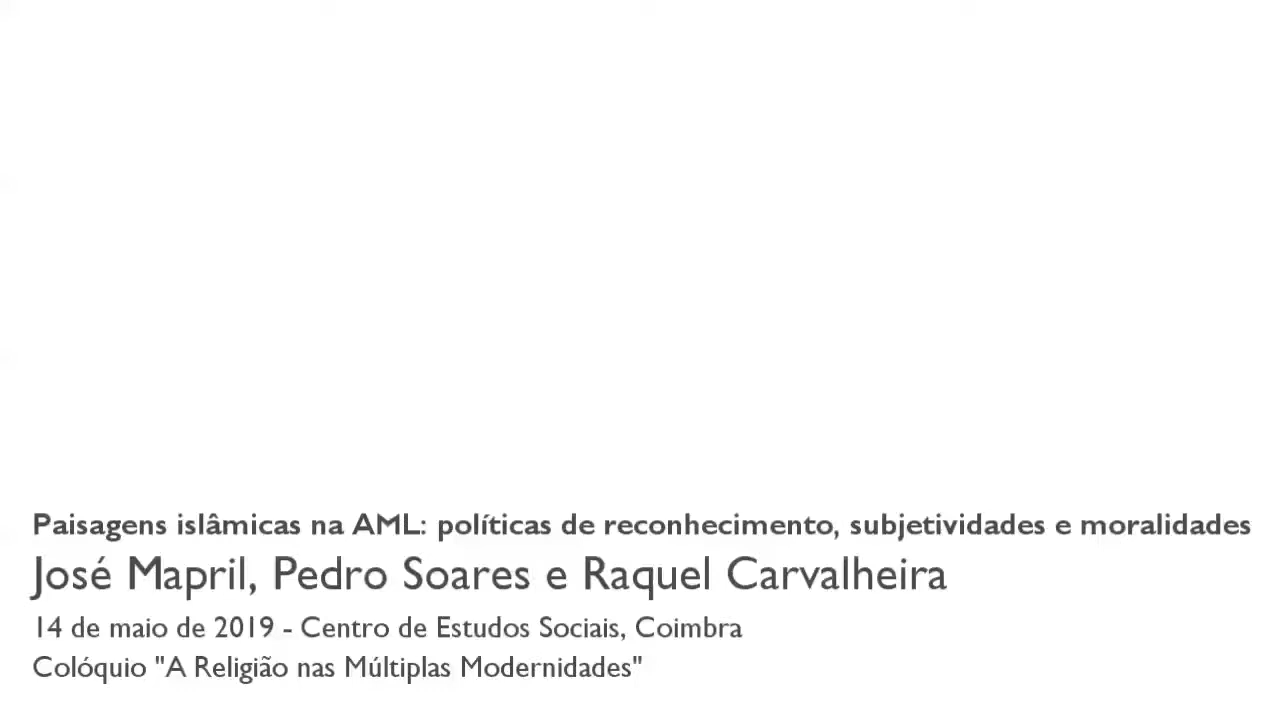 Paisagens islâmicas na AML: políticas de reconhecimento, subjetividades e moralidades
José Mapril, Pedro Soares e Raquel Carvalheira
14 de maio de 2019 - Centro de Estudos Sociais, Coimbra
Colóquio "A Religião nas Múltiplas Modernidades"